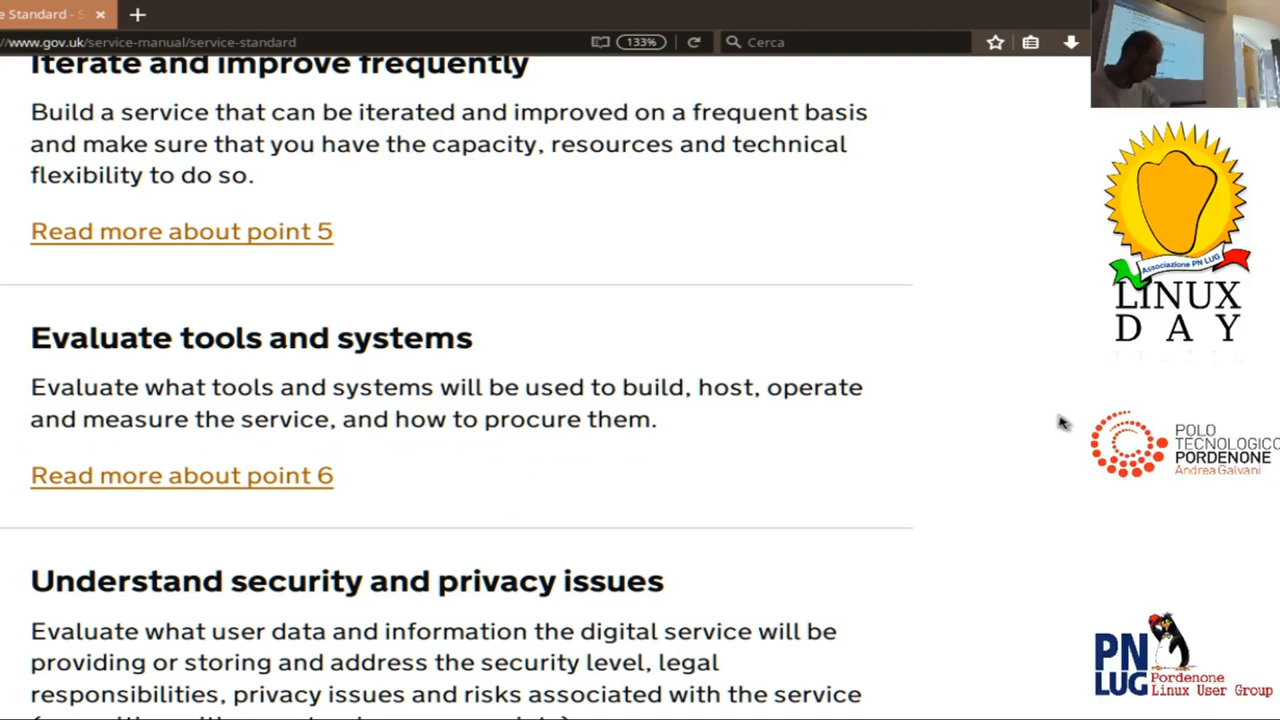 e Standard - S
//www.gov.uk/service-manual/service-standard
133%
Cerca
Iterate and improve frequently
Build a service that can be iterated and improved on a frequent basis
and make sure that you have the capacity, resources and technical
flexibility to do so.
Read more about point 5
Evaluate tools and systems
Evaluate what tools and systems will be used to build, host, operate
and measure the service, and how to procure them.
Read more about point 6
Understand security and privacy issues
Evaluate what user data and information the digital service will be
providing or storing and address the security level, legal
responsibilities, privacy issues and risks associated with the service
Associazione PN LUG
LINUX
DAY
POLO
TECNOLOGICO
PORDENONE
Andrea Galvani
PN
LUG
Pordenone
Linux User Group